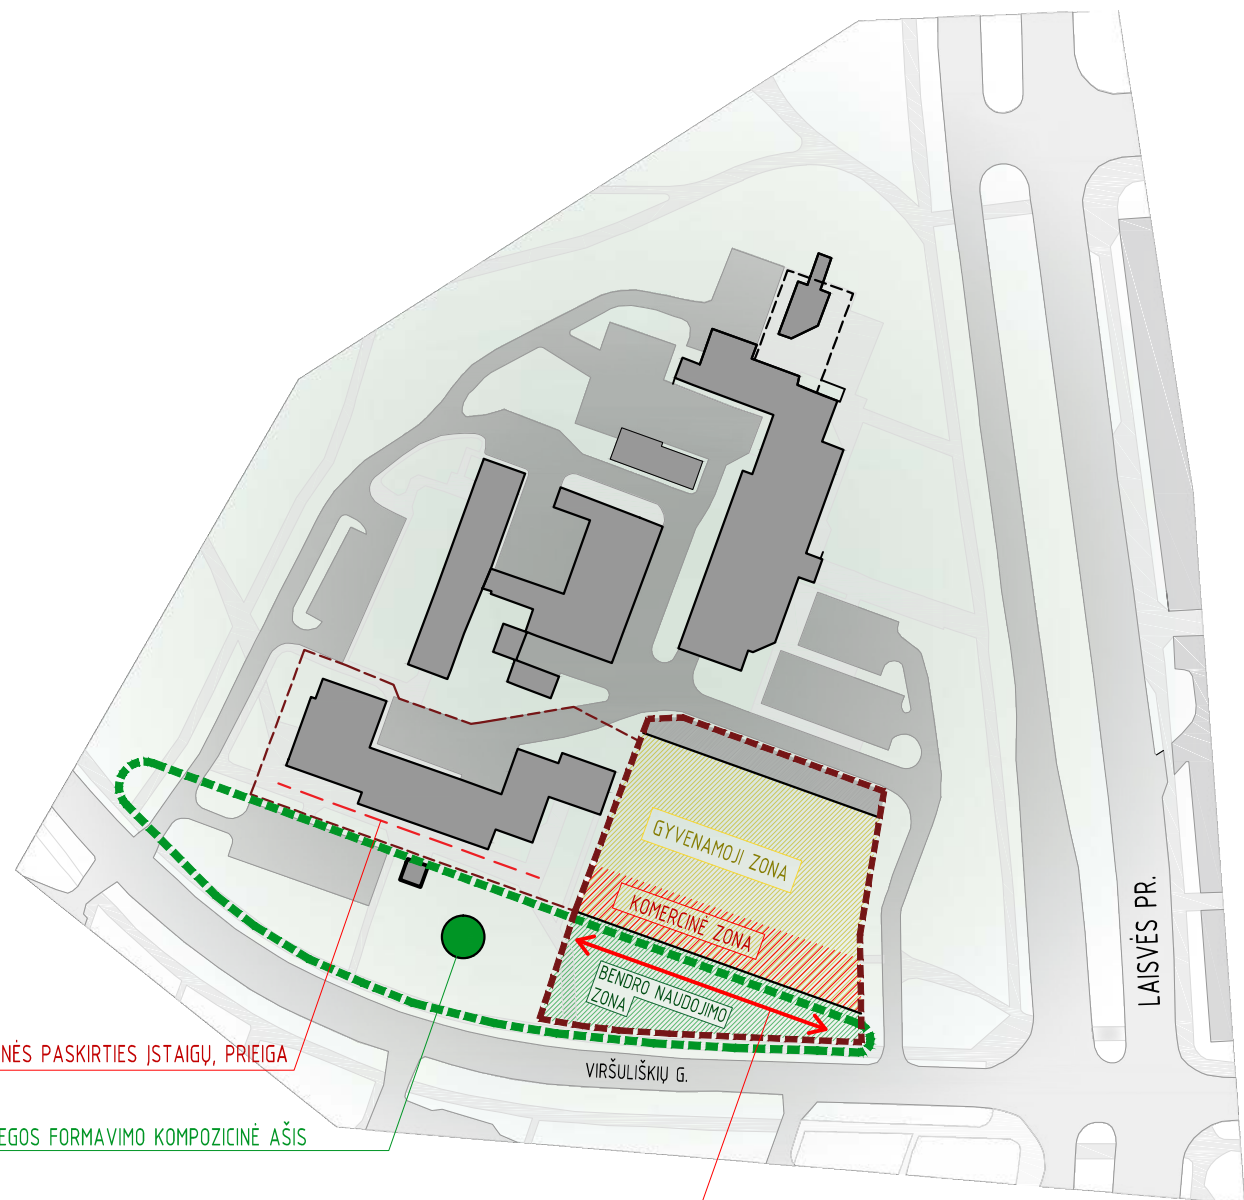 GYVENAMOJI ZONA
KOMERCINĖ ZONA
BENDRO NAUDOJIMO
ZONA
LAISVĖS PR.
VIRŠULIŠKIŲ G.
NĖS PASKIRTIES ĮSTAIGŲ, PRIEIGA
EGOS FORMAVIMO KOMPOZICINĖ AŠIS